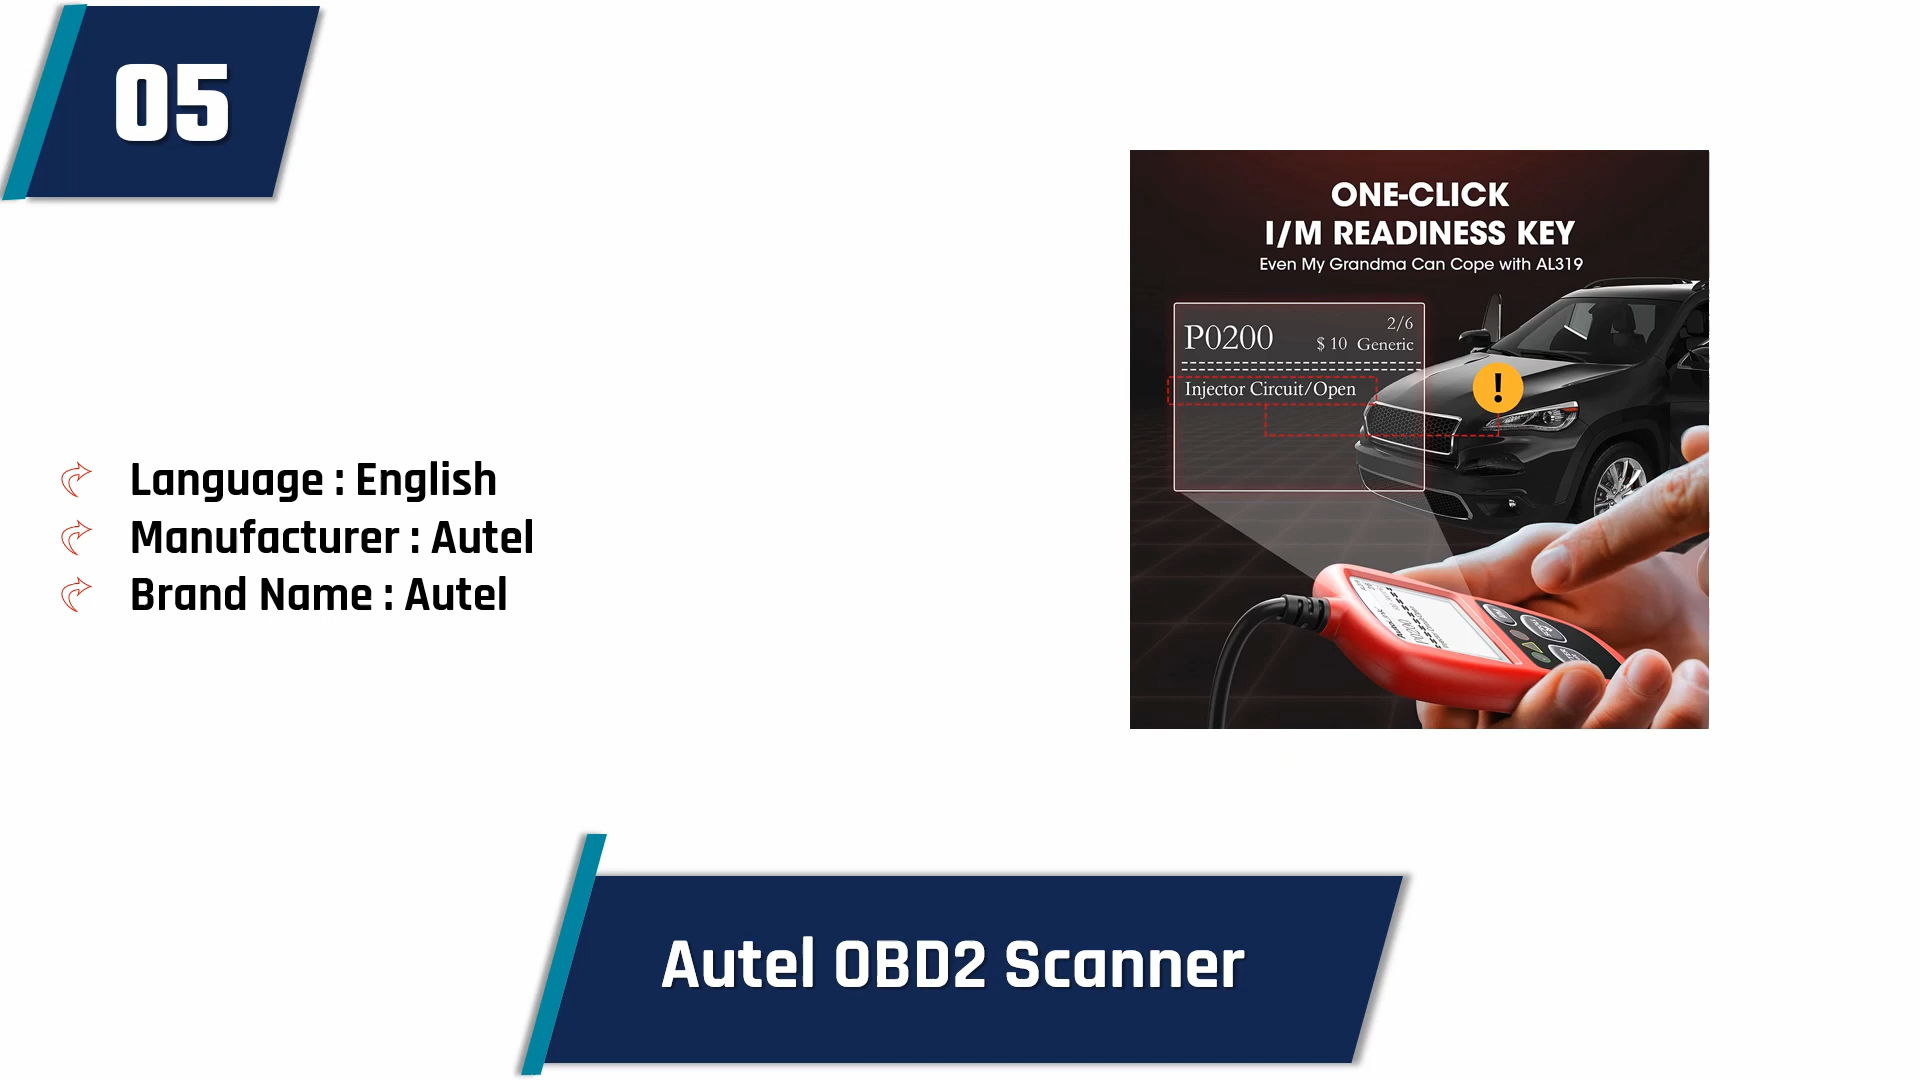 05
ONE-CLICK
I/M READINESS KEY
Even My Grandma Can Cope with AL319
P0200
2/6
$ 10 Generic
Injector Circuit/Open
Language : English
Manufacturer : Autel
Brand Name : Autel
P0200
Autel OBD2 Scanner